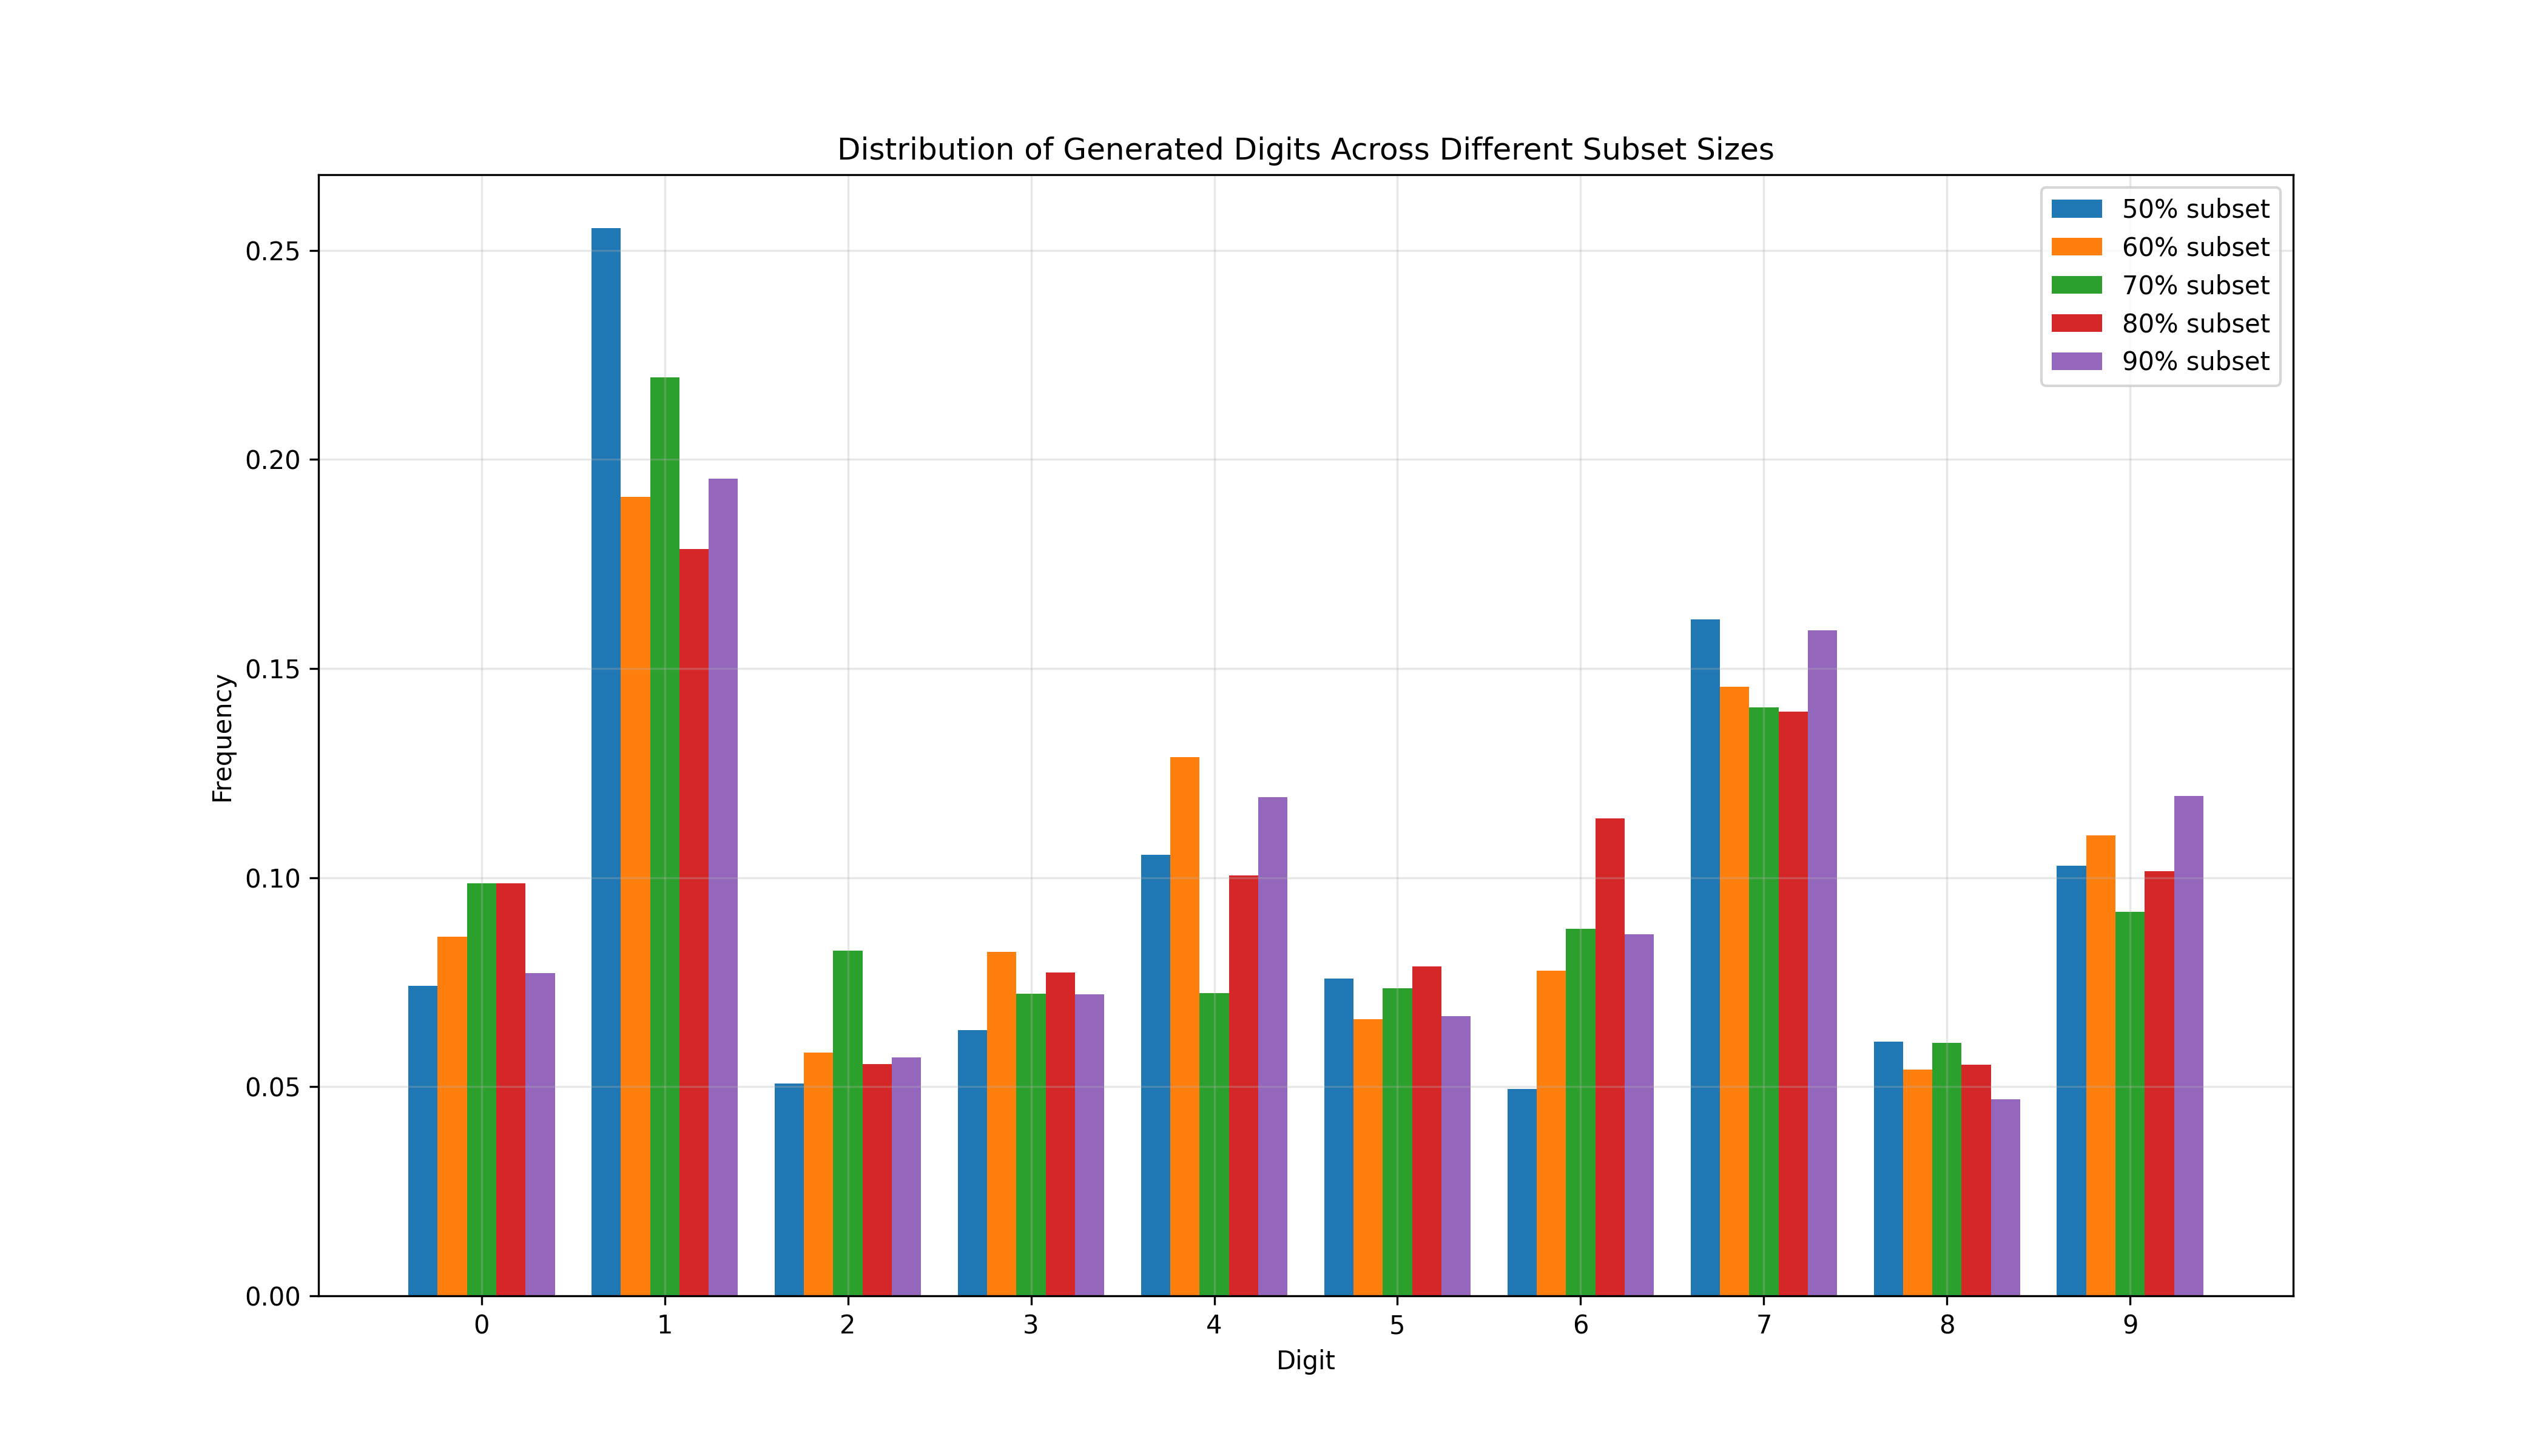 Distribution of Generated Digits Across Different Subset Sizes
50% subset
60% subset
70% subset
80% subset
90% subset
0.25
0.20
0.15
0.10
0.05
0.00
Frequency
0 1 2 3 4 5 6 7 8 9
Digit